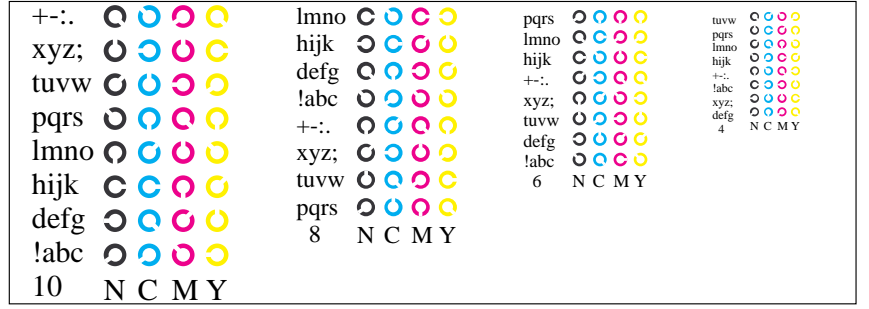 +-:.
xyz;
tuvw
pqrs
lmno
hijk
defg
!abc
10 N C M Y
lmno
hijk
defg
!abc
+-:.
xyz;
tuvw
pqrs
8 N C M Y
pqrs
lmno
hijk
+-:.
xyz;
tuvw
defg
!abc
6 N C M Y
tuvw
pqrs
lmno
hijk
+-:.
!abc
xyz;
defg
4 N C M Y